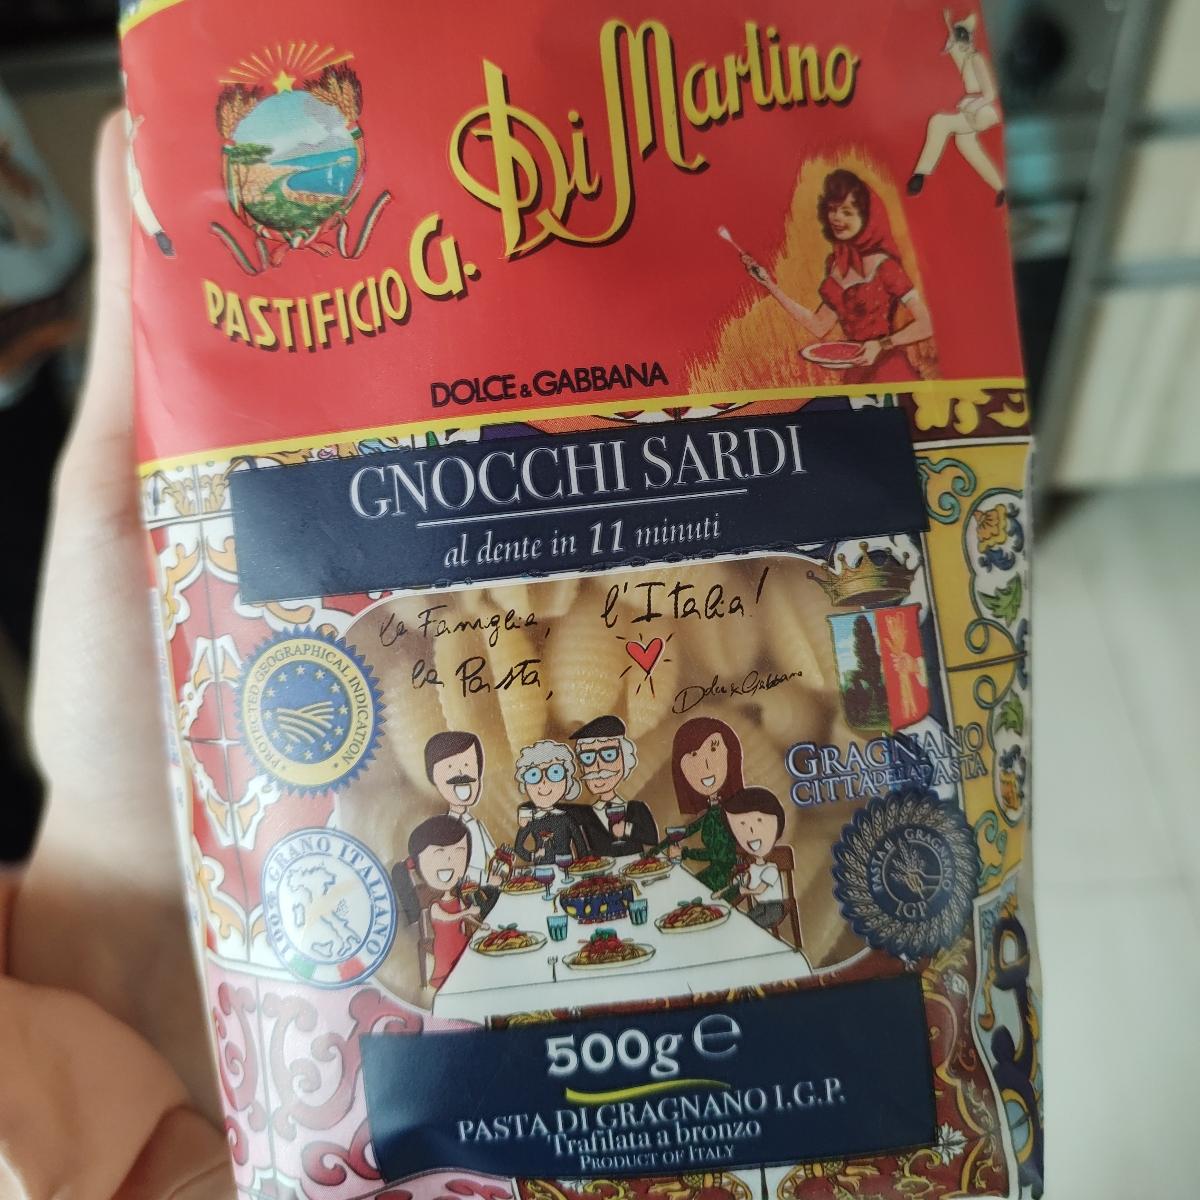 PASTIFICIO G. Di Martino
DOLCE & GABBANA
GNOCCHI SARDI
al dente in 11 minuti
la Famiglia, l'Italia!
la Pasta,
Dolce & Gabbana
PROTECTED GEOGRAPHICAL INDICATION
GRAGNANO
CITTÀ DELLA PASTA
100% GRANO ITALIANO
PASTA di GRAGNANO
IGP
500g ℮
PASTA DI GRAGNANO I.G.P.
Trafilata a bronzo
PRODUCT OF ITALY